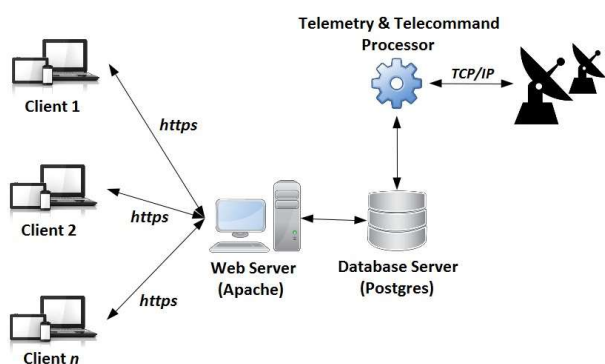 Telemetry & Telecommand
Processor
TCP/IP
Client 1
https
Client 2
https
Web Server
(Apache)
Database Server
(Postgres)
https
Client n